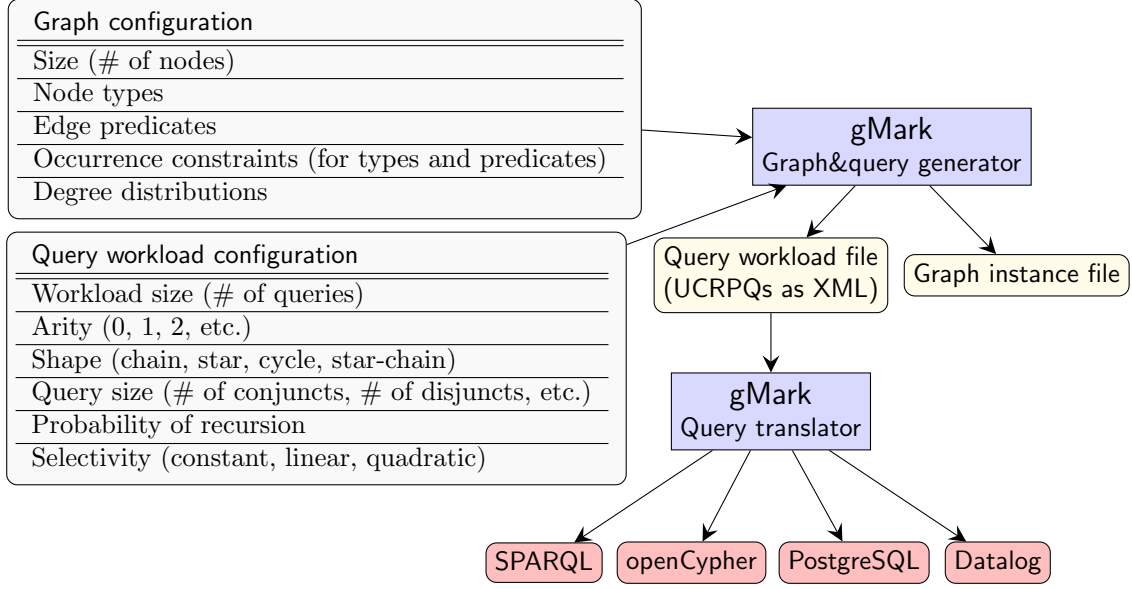 Graph configuration
Size (# of nodes)
Node types
Edge predicates
Occurrence constraints (for types and predicates)
Degree distributions
Query workload configuration
Workload size (# of queries)
Arity (0, 1, 2, etc.)
Shape (chain, star, cycle, star-chain)
Query size (# of conjuncts, # of disjuncts, etc.)
Probability of recursion
Selectivity (constant, linear, quadratic)
gMark
Graph&query generator
Query workload file
(UCRPQs as XML)
Graph instance file
gMark
Query translator
SPARQL
openCypher
PostgreSQL
Datalog